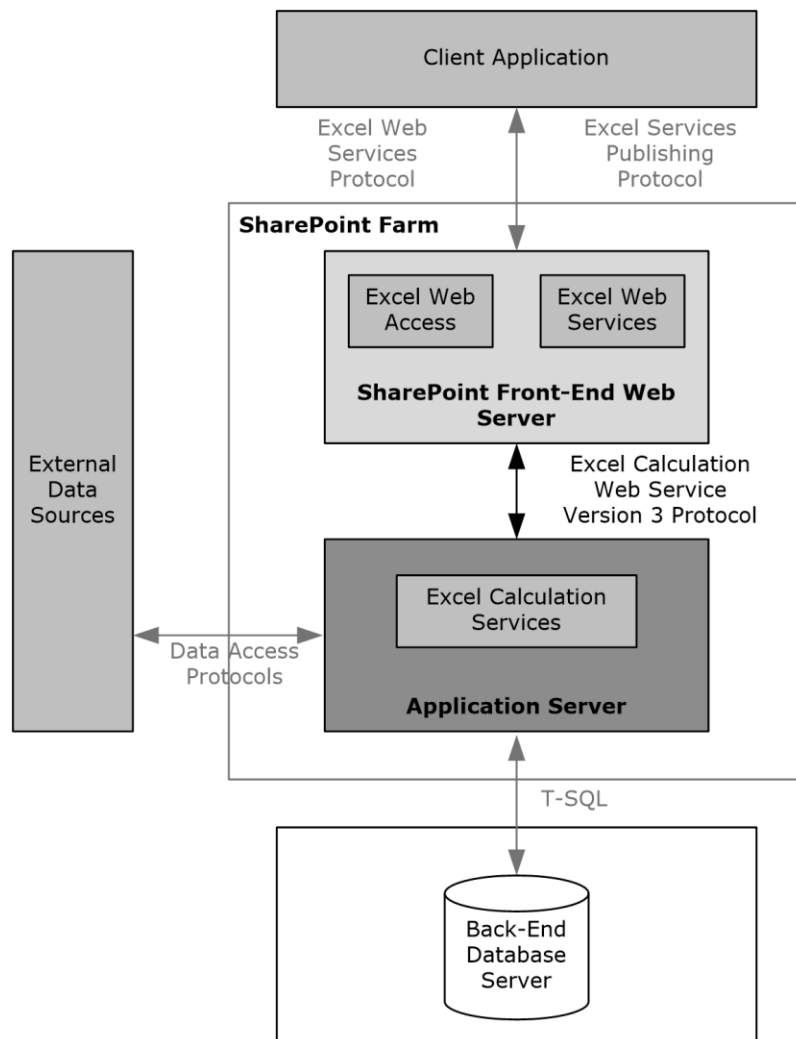 Client Application
Excel Web
Services
Protocol
Excel Services
Publishing
Protocol
SharePoint Farm
Excel Web
Access
Excel Web
Services
SharePoint Front-End Web
Server
External
Data
Sources
Excel Calculation
Web Service
Version 3 Protocol
Excel Calculation
Services
Data Access
Protocols
Application Server
T-SQL
Back-End
Database
Server